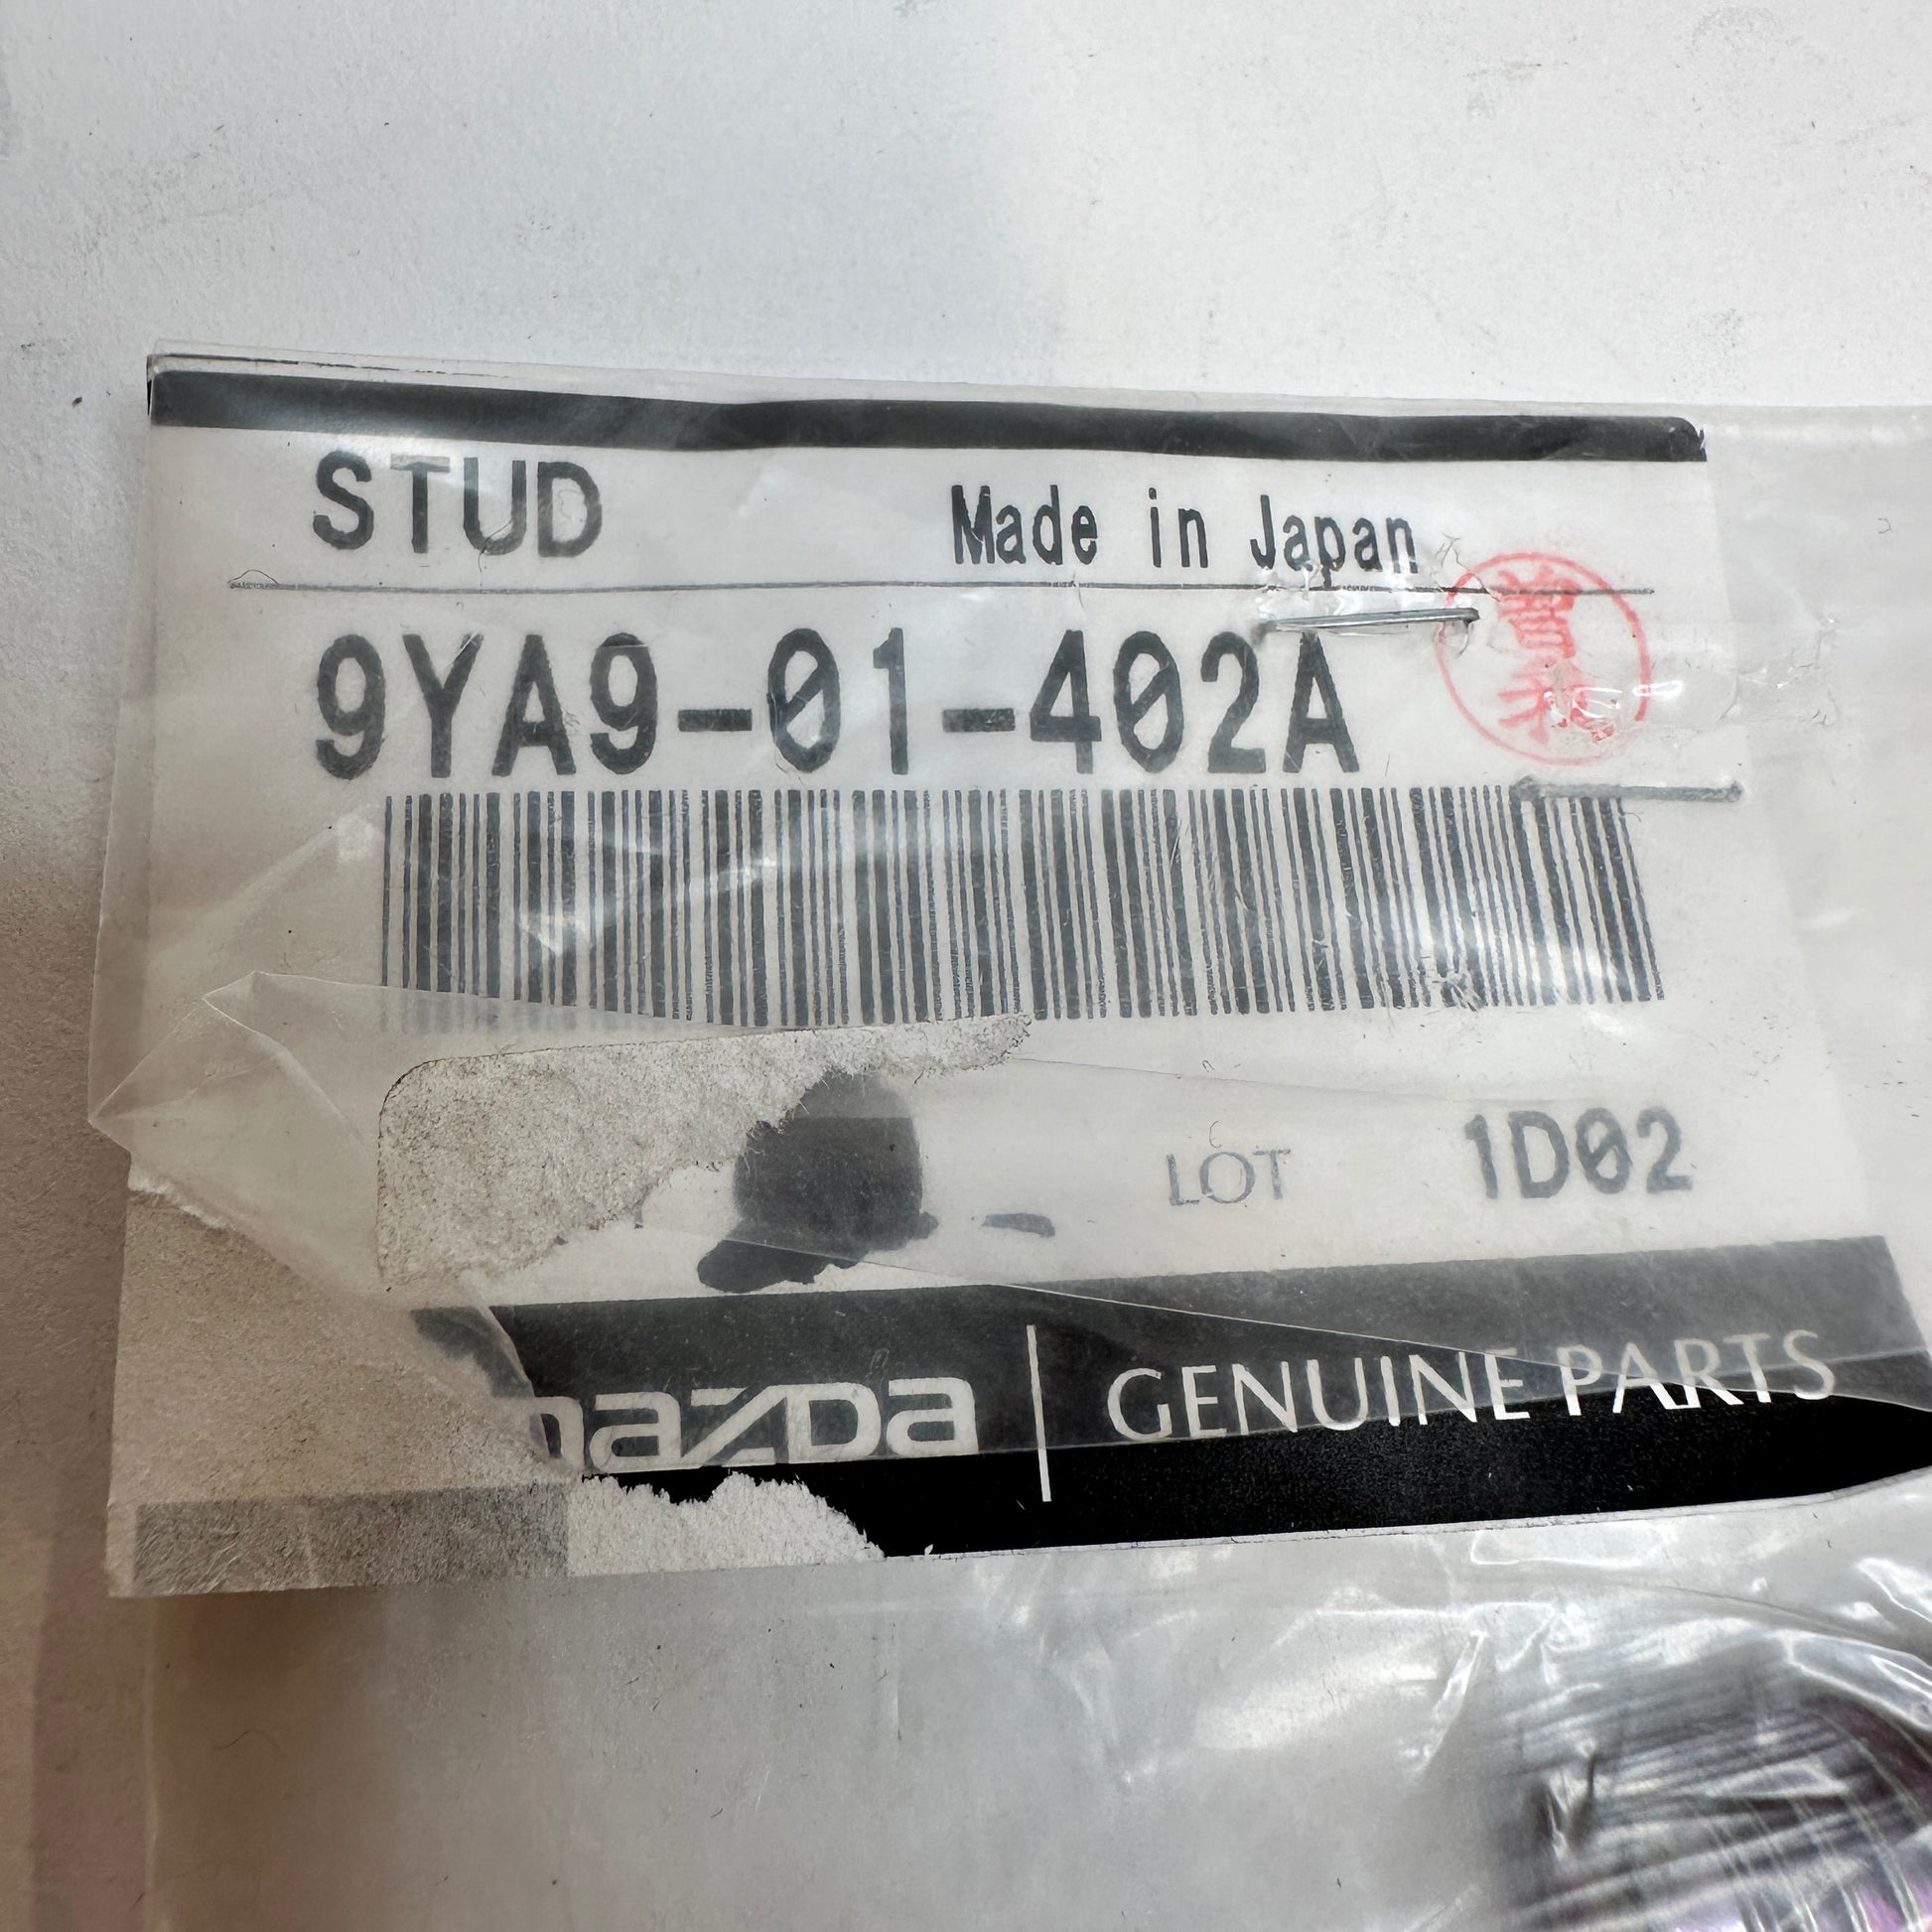 STUD Made in Japan
9YA9-01-402A
LOT 1D02
mazDa GENUINE PARTS